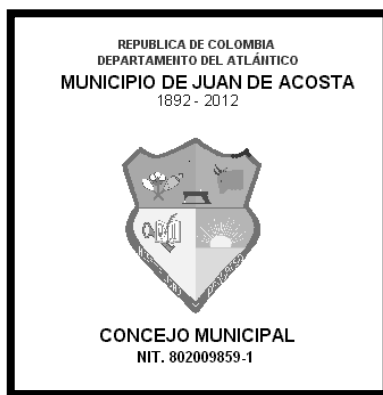 REPUBLICA DE COLOMBIA
DEPARTAMENTO DEL ATLÁNTICO
MUNICIPIO DE JUAN DE ACOSTA
1892 - 2012
CONCEJO MUNICIPAL
NIT. 802009859-1